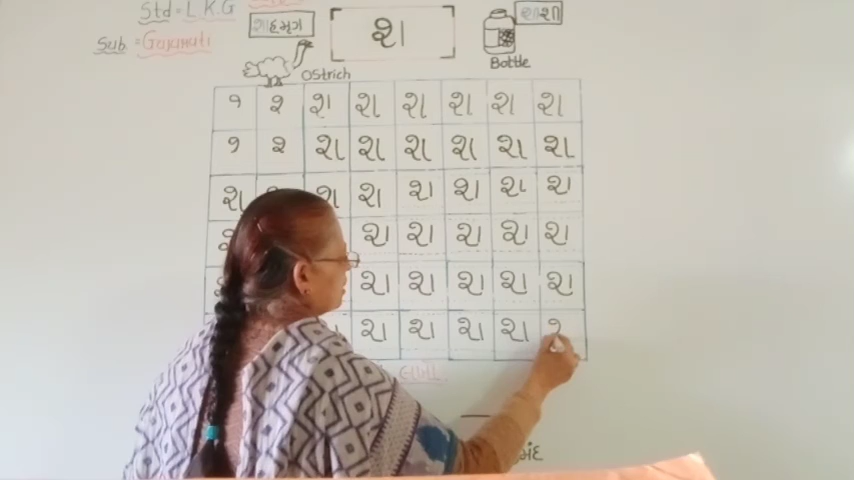 Std = L.K.G
Sub = Gujarati
શાહમૃગ
શ
શીશી
Ostrich
Bottle
૧ ૨ શ શ શ શ શ શ
૧ ૨ શ શ શ શ શ શ
શ શ શ શ શ શ શ
શ શ શ શ શ
શ શ શ શ શ
શ શ શ શ